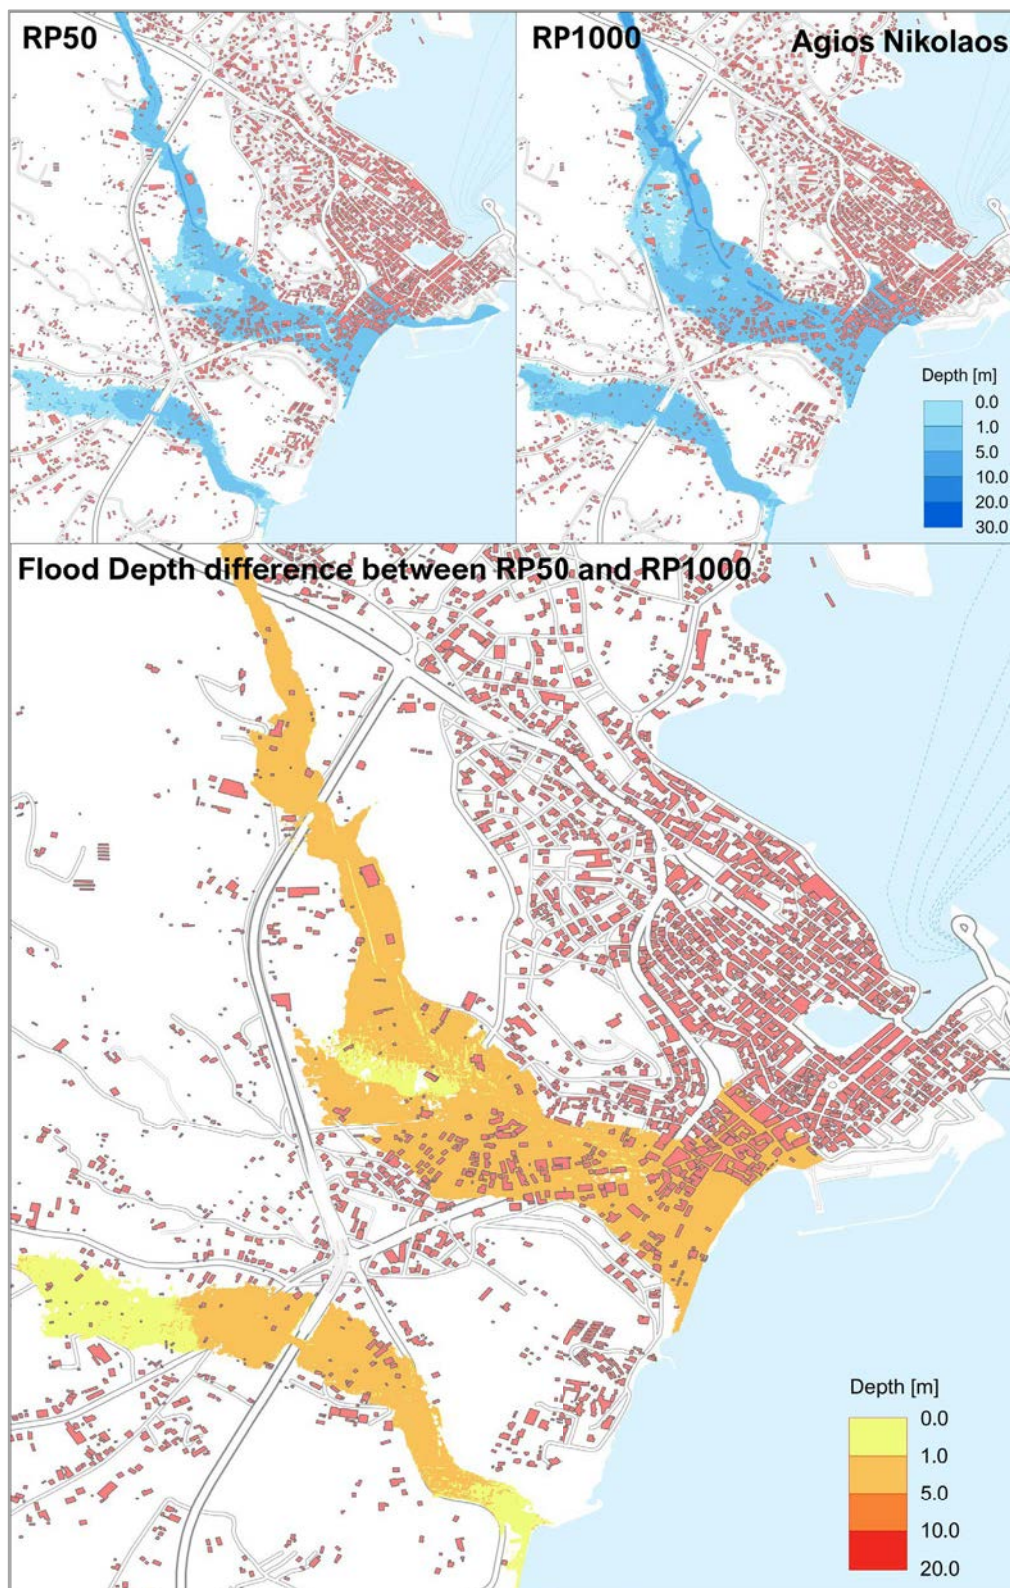 RP50
RP1000
Agios Nikolaos
Depth [m]
0.0
1.0
5.0
10.0
20.0
30.0
Flood Depth difference between RP50 and RP1000
Depth [m]
0.0
1.0
5.0
10.0
20.0